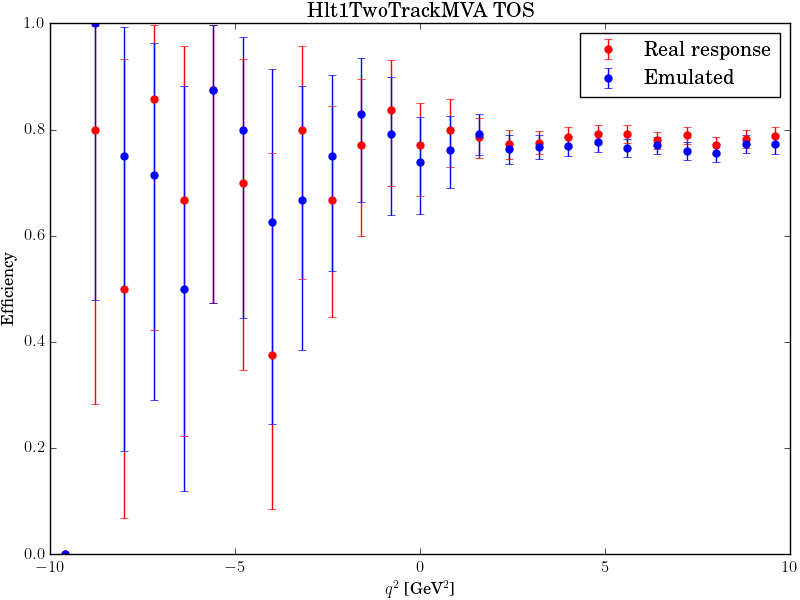 Hlt1TwoTrackMVA TOS
Real response
Emulated
Efficiency
1.0
0.8
0.6
0.4
0.2
0.0
−10 −5 0 5 10
q² [GeV²]